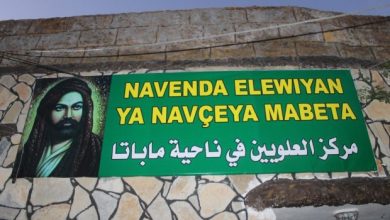 NAVENDA ELEWIYAN
YA NAVÇEYA MABETA
مركز العلويين في ناحية ماباتا